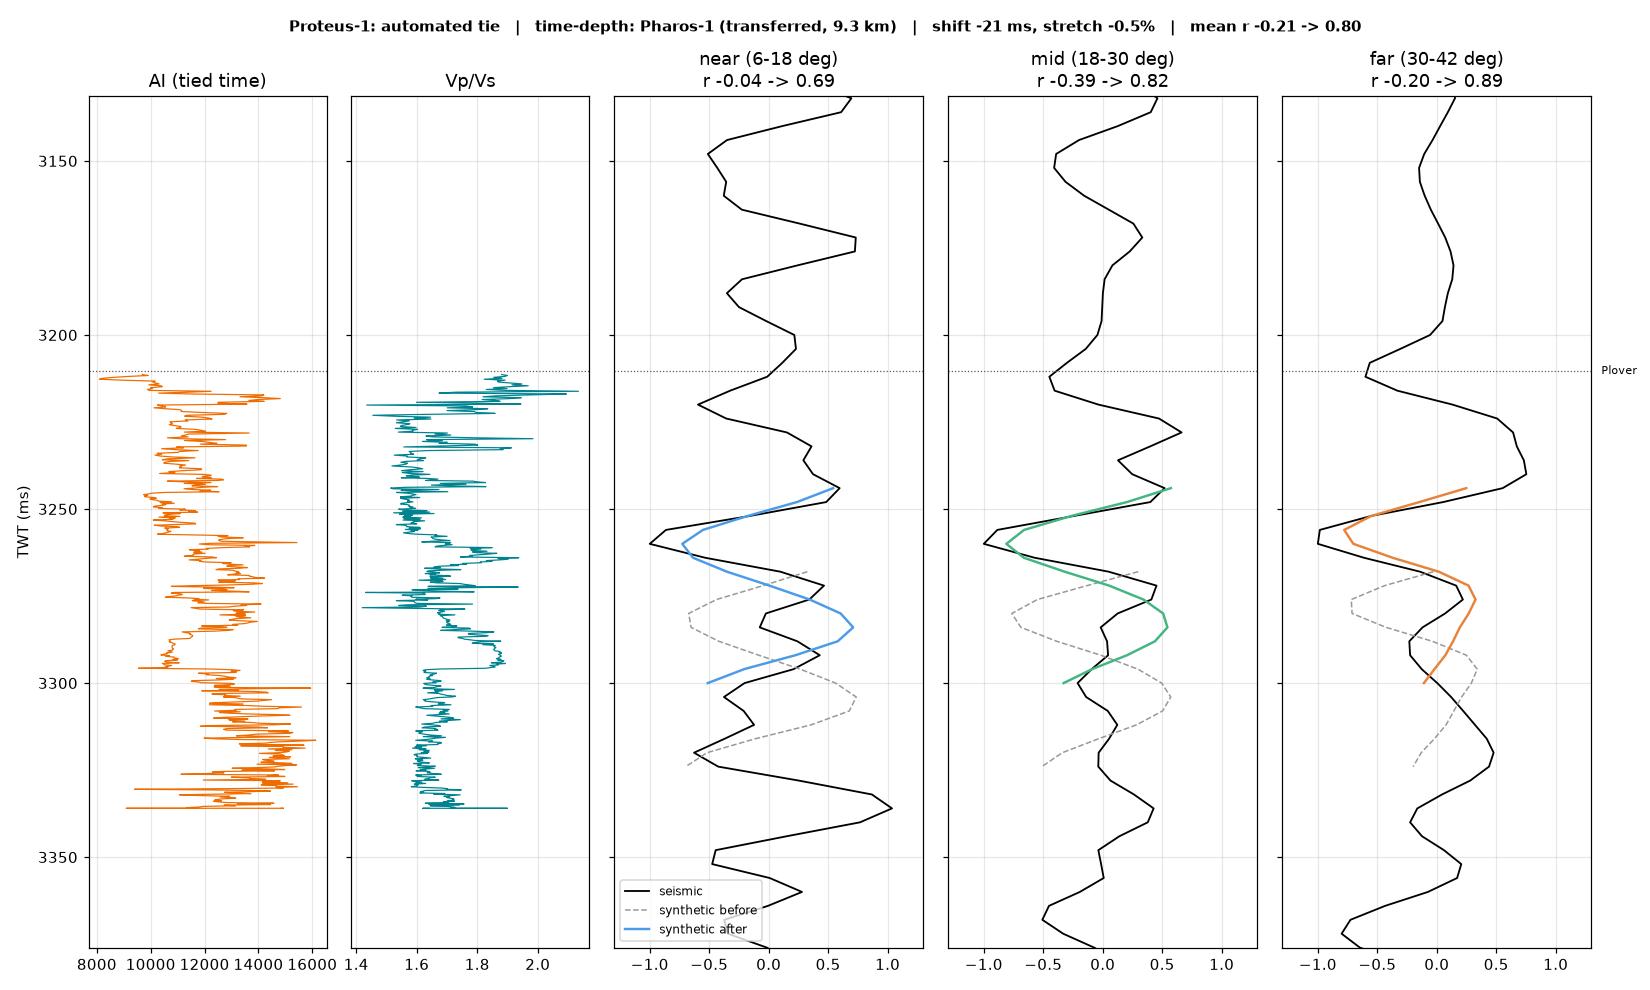 Proteus-1: automated tie | time-depth: Pharos-1 (transferred, 9.3 km) | shift -21 ms, stretch -0.5% | mean r -0.21 -> 0.80
AI (tied time)
Vp/Vs
near (6-18 deg)
r -0.04 -> 0.69
mid (18-30 deg)
r -0.39 -> 0.82
far (30-42 deg)
r -0.20 -> 0.89
TWT (ms)
3150
3200
3250
3300
3350
Plover
seismic
synthetic before
synthetic after
8000 10000 12000 14000 16000
1.4 1.6 1.8 2.0
−1.0 −0.5 0.0 0.5 1.0
−1.0 −0.5 0.0 0.5 1.0
−1.0 −0.5 0.0 0.5 1.0